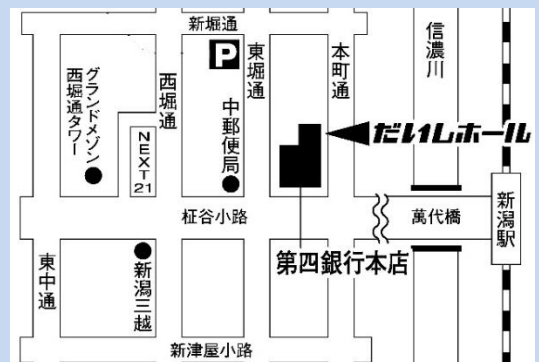 新堀通
グランドメゾン
西堀通タワー
西堀通
NEXT
21
P
中郵便局
東堀通
本町通
信濃川
だいしホール
柾谷小路
萬代橋
新潟駅
第四銀行本店
東中通
新潟三越
新津屋小路